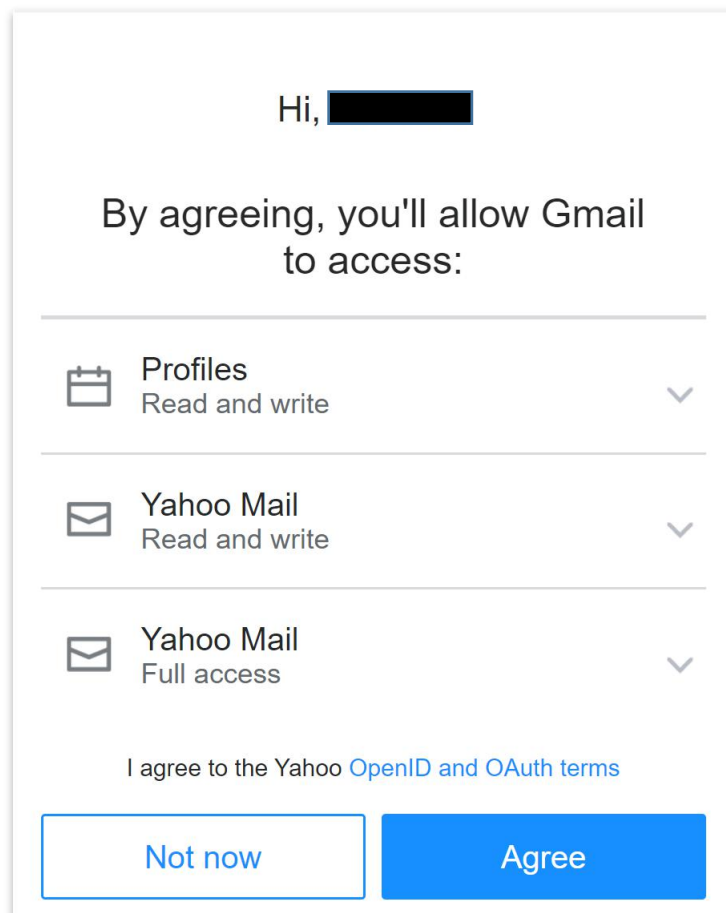 Hi,
By agreeing, you'll allow Gmail
to access:
Profiles
Read and write
Yahoo Mail
Read and write
Yahoo Mail
Full access
I agree to the Yahoo OpenID and OAuth terms
Not now
Agree